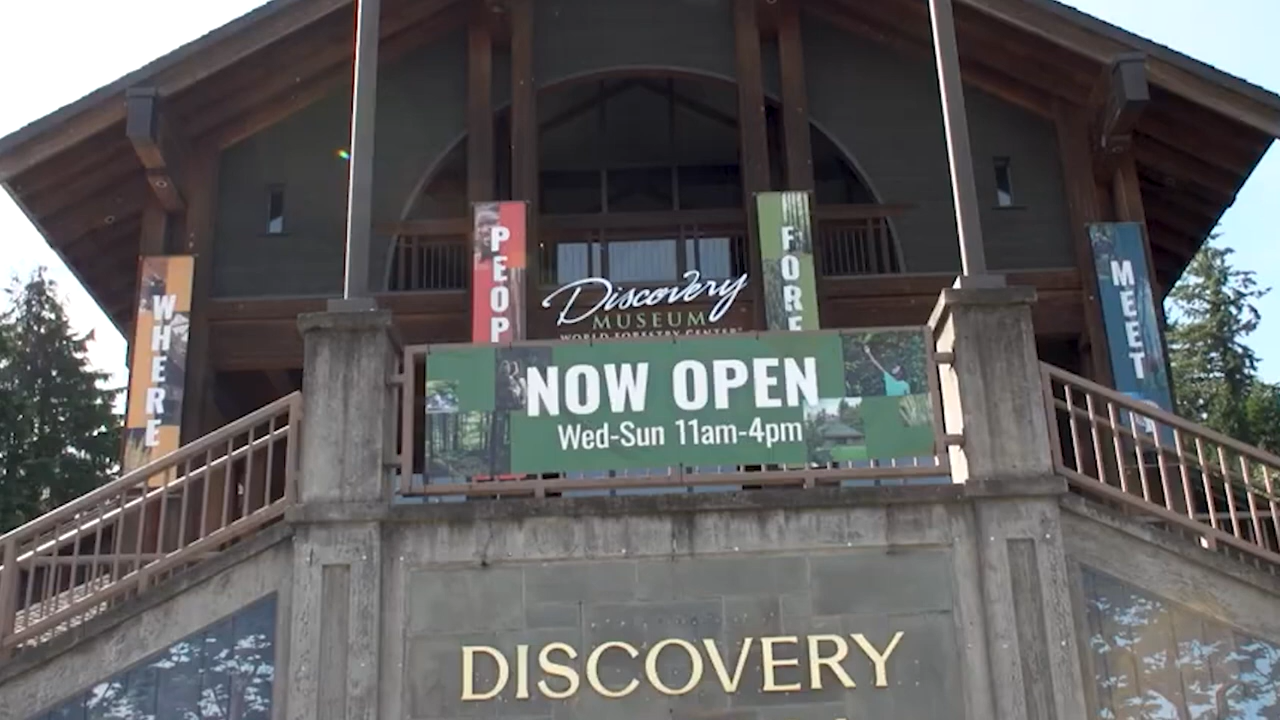 WHERE
PEOP
FORE
MEET
Discovery
MUSEUM
WORLD FORESTRY CENTER
NOW OPEN
Wed-Sun 11am-4pm
DISCOVERY